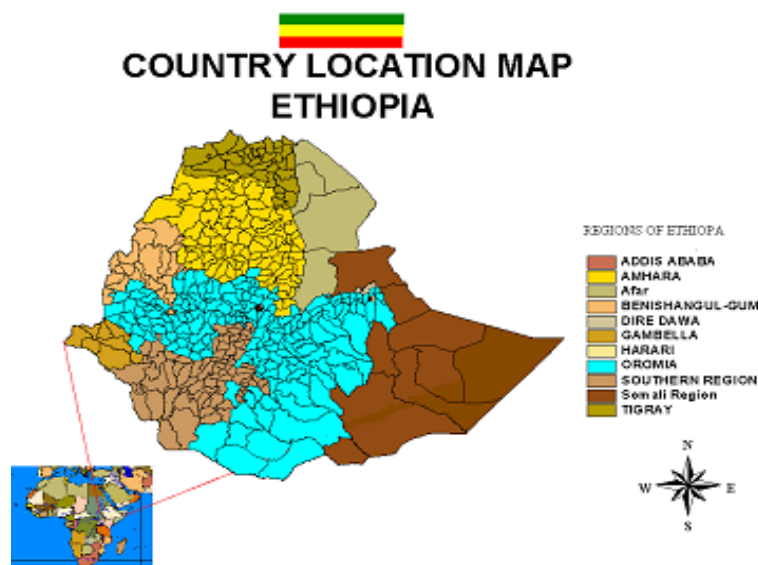 COUNTRY LOCATION MAP
ETHIOPIA
REGIONS OF ETHIOPA
ADDIS ABABA
AMHARA
Afar
BENISHANGUL-GUM
DIRE DAWA
GAMBELLA
HARARI
OROMIA
SOUTHERN REGION
Somali Region
TIGRAY
N
W E
S